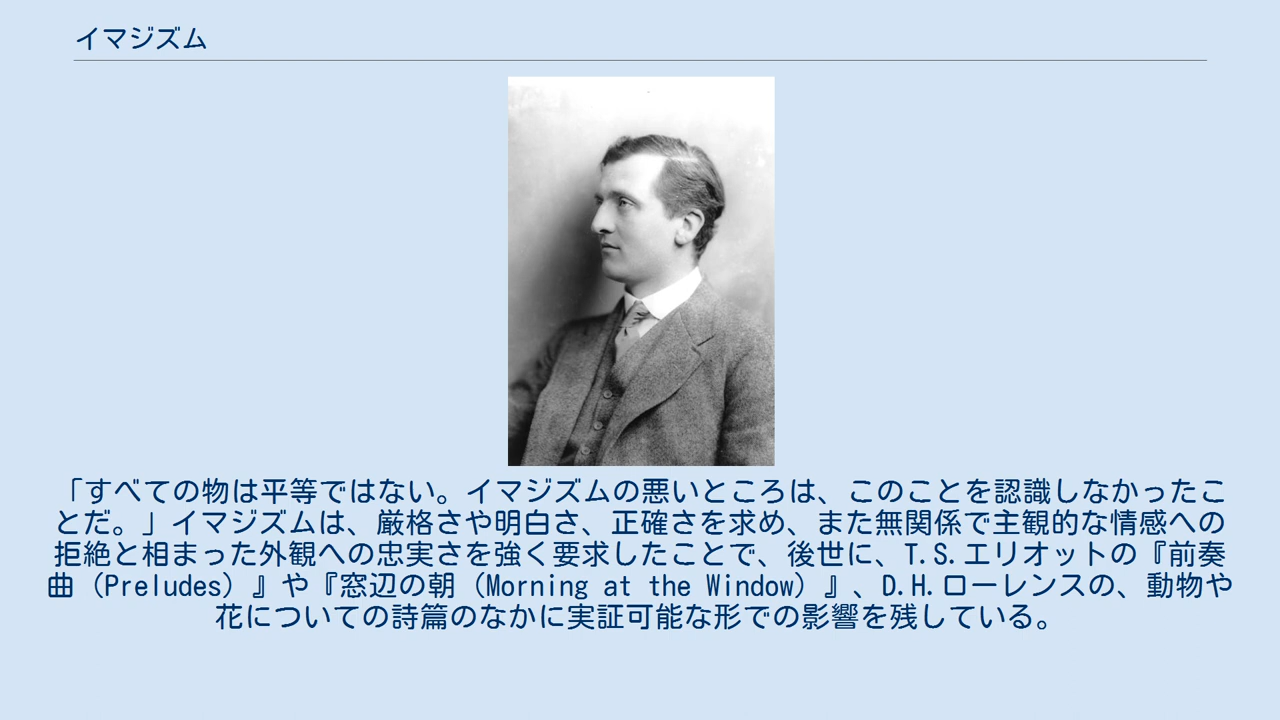 イマジズム
「すべての物は平等ではない。イマジズムの悪いところは、このことを認識しなかったこ
とだ。」イマジズムは、厳格さや明白さ、正確さを求め、また無関係で主観的な情感への
拒絶と相まった外観への忠実さを強く要求したことで、後世に、T.S.エリオットの『前奏
曲（Preludes）』や『窓辺の朝（Morning at the Window）』、D.H.ローレンスの、動物や
花についての詩篇のなかに実証可能な形での影響を残している。